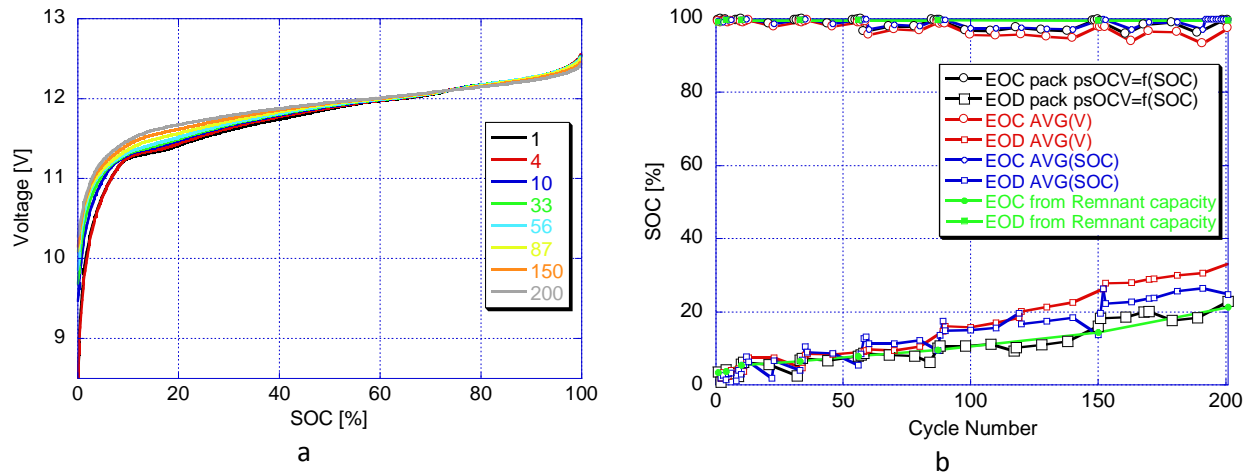 a
Voltage [V]
13
12
11
10
9
0
20
40
60
80
100
SOC [%]
1
4
10
33
56
87
150
200
a
b
SOC [%]
100
80
60
40
20
0
0
50
100
150
200
Cycle Number
EOC pack psOCV=f(SOC)
EOD pack psOCV=f(SOC)
EOC AVG(V)
EOD AVG(V)
EOC AVG(SOC)
EOD AVG(SOC)
EOC from Remnant capacity
EOD from Remnant capacity
b